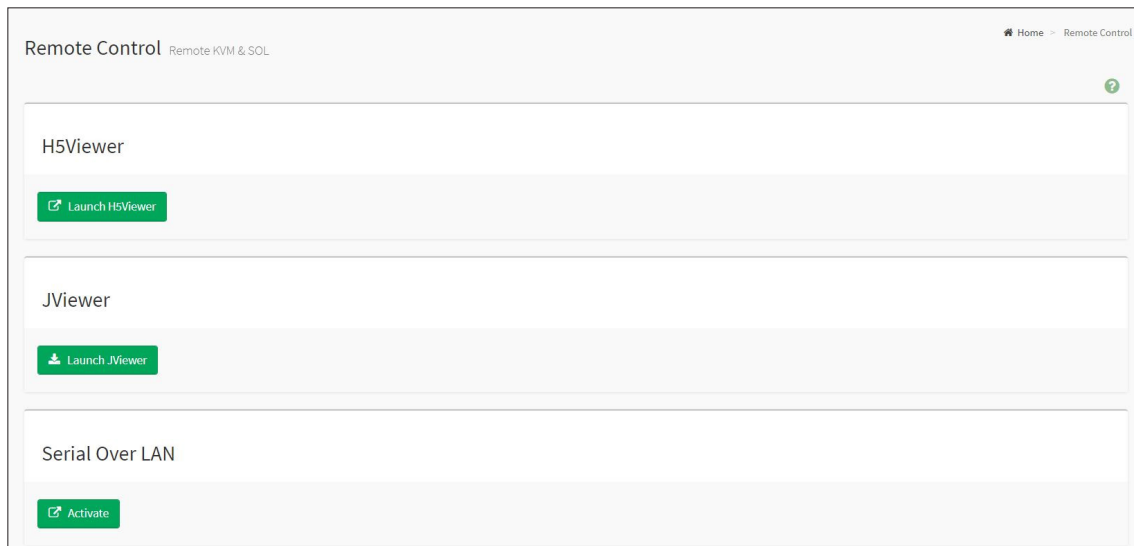 Remote Control Remote KVM & SOL
Home > Remote Control
?
H5Viewer
Launch H5Viewer
JViewer
Launch JViewer
Serial Over LAN
Activate